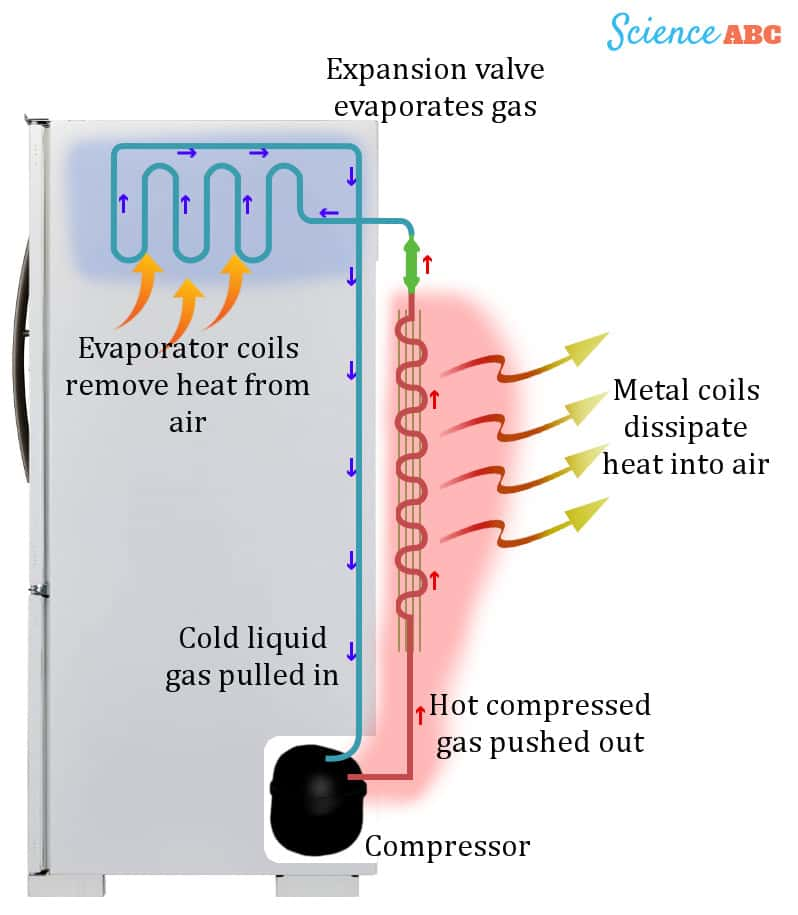 Science ABC
Expansion valve
evaporates gas
Evaporator coils
remove heat from
air
Metal coils
dissipate
heat into air
Cold liquid
gas pulled in
Hot compressed
gas pushed out
Compressor